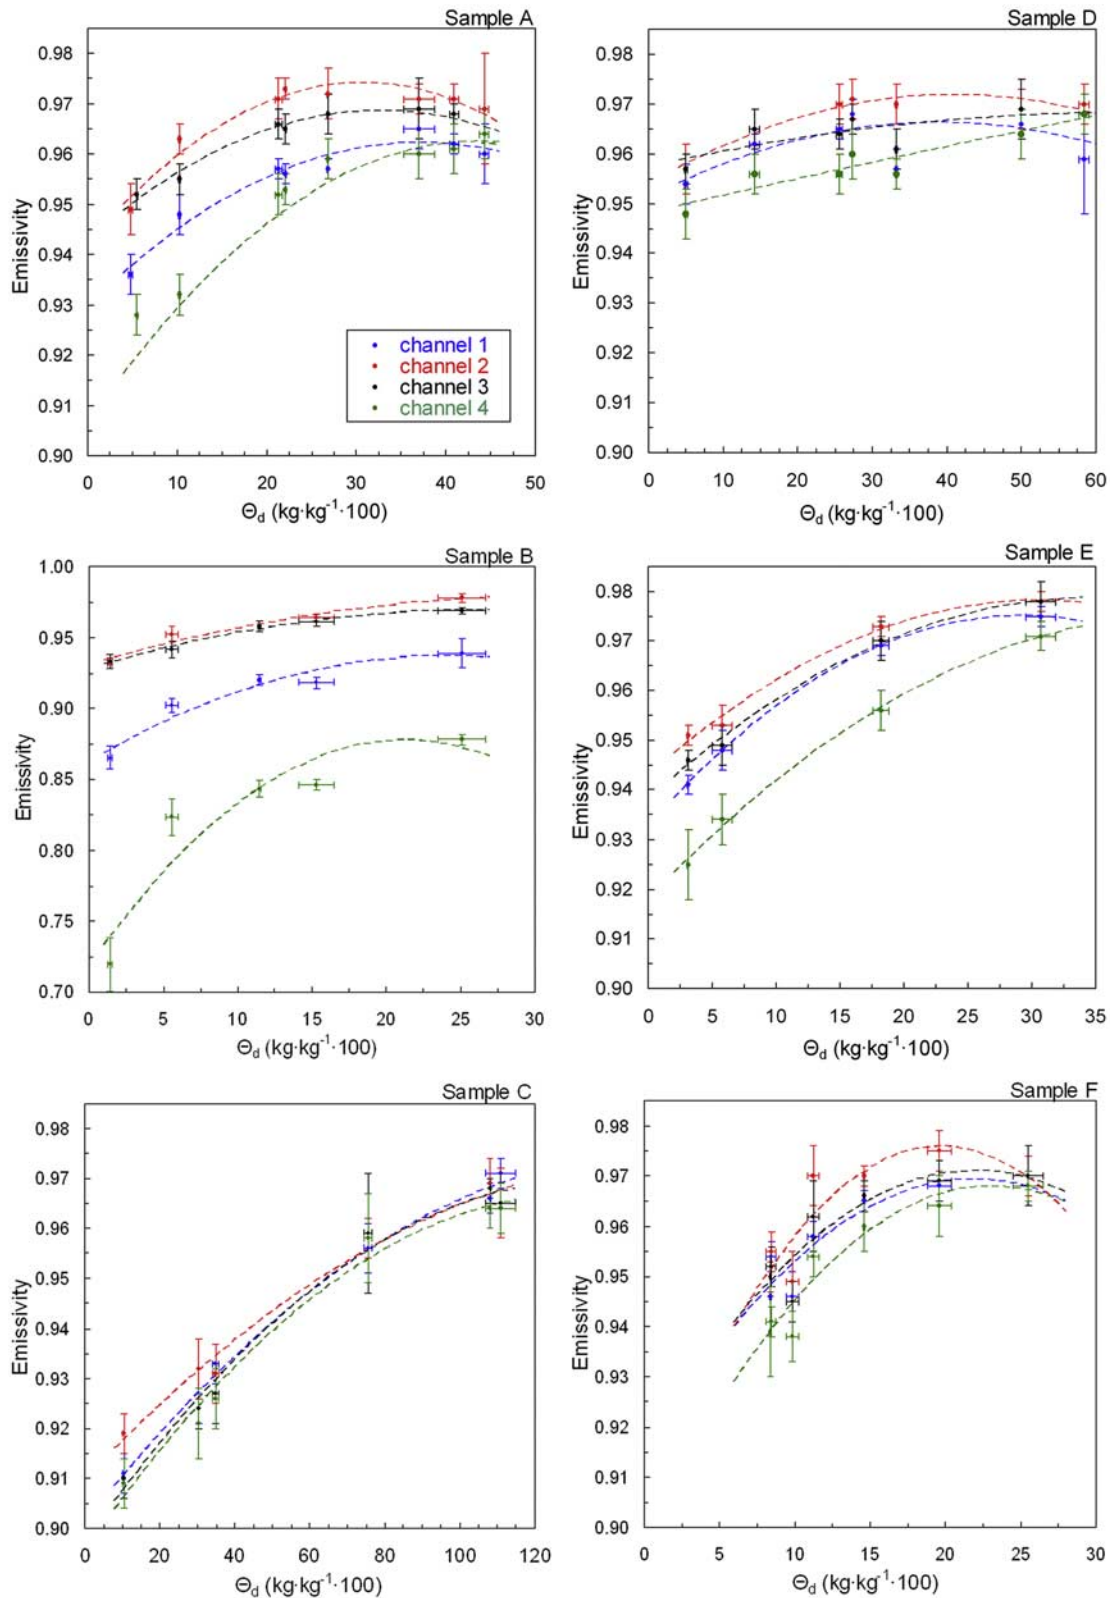 Sample A
0.98
0.97
0.96
0.95
0.94
0.93
0.92
0.91
0.90
Emissivity
channel 1
channel 2
channel 3
channel 4
0 10 20 30 40 50
Θd (kg·kg⁻¹·100)
Sample D
0.98
0.97
0.96
0.95
0.94
0.93
0.92
0.91
0.90
Emissivity
0 10 20 30 40 50 60
Θd (kg·kg⁻¹·100)
Sample B
1.00
0.95
0.90
0.85
0.80
0.75
0.70
Emissivity
0 5 10 15 20 25 30
Θd (kg·kg⁻¹·100)
Sample E
0.98
0.97
0.96
0.95
0.94
0.93
0.92
0.91
0.90
Emissivity
0 5 10 15 20 25 30 35
Θd (kg·kg⁻¹·100)
Sample C
0.98
0.97
0.96
0.95
0.94
0.93
0.92
0.91
0.90
Emissivity
0 20 40 60 80 100 120
Θd (kg·kg⁻¹·100)
Sample F
0.98
0.97
0.96
0.95
0.94
0.93
0.92
0.91
0.90
Emissivity
0 5 10 15 20 25 30
Θd (kg·kg⁻¹·100)